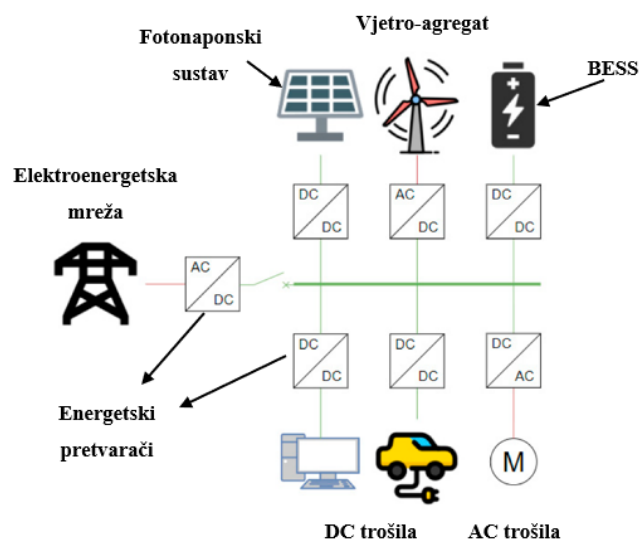 Vjetro-agregat
Fotonaponski
sustav
BESS
DC
DC
AC
DC
DC
DC
Elektroenergetska
mreža
AC
DC
DC
DC
DC
DC
DC
AC
Energetski
pretvarači
M
DC trošila
AC trošila